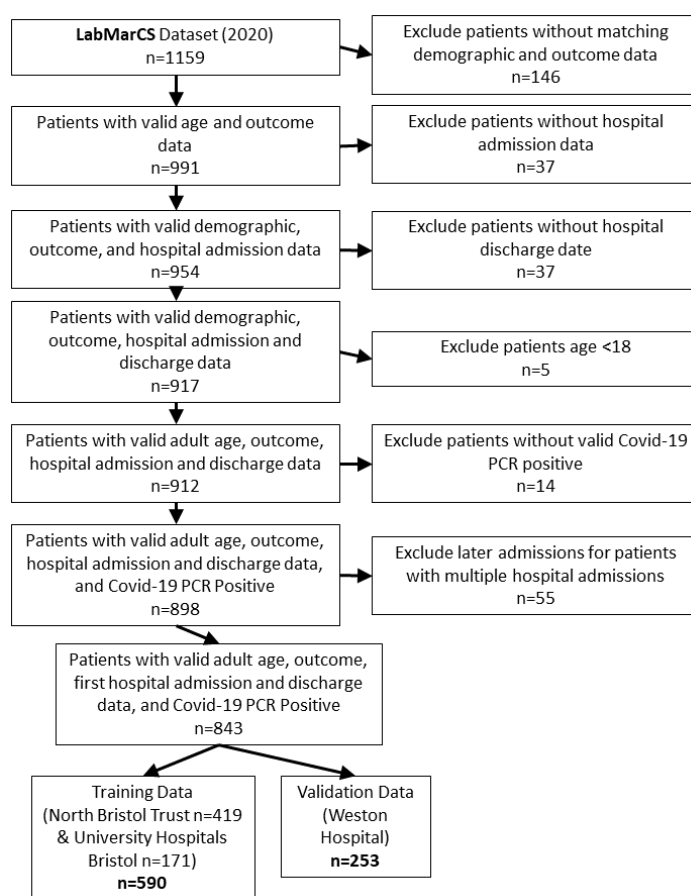 LabMarCS Dataset (2020)
n=1159
Exclude patients without matching
demographic and outcome data
n=146
Patients with valid age and outcome
data
n=991
Exclude patients without hospital
admission data
n=37
Patients with valid demographic,
outcome, and hospital admission data
n=954
Exclude patients without hospital
discharge date
n=37
Patients with valid demographic,
outcome, hospital admission and
discharge data
n=917
Exclude patients age <18
n=5
Patients with valid adult age, outcome,
hospital admission and discharge data
n=912
Exclude patients without valid Covid-19
PCR positive
n=14
Patients with valid adult age, outcome,
hospital admission and discharge data,
and Covid-19 PCR Positive
n=898
Exclude later admissions for patients
with multiple hospital admissions
n=55
Patients with valid adult age, outcome,
first hospital admission and discharge
data, and Covid-19 PCR Positive
n=843
Training Data
(North Bristol Trust n=419
& University Hospitals
Bristol n=171)
n=590
Validation Data
(Weston
Hospital)
n=253